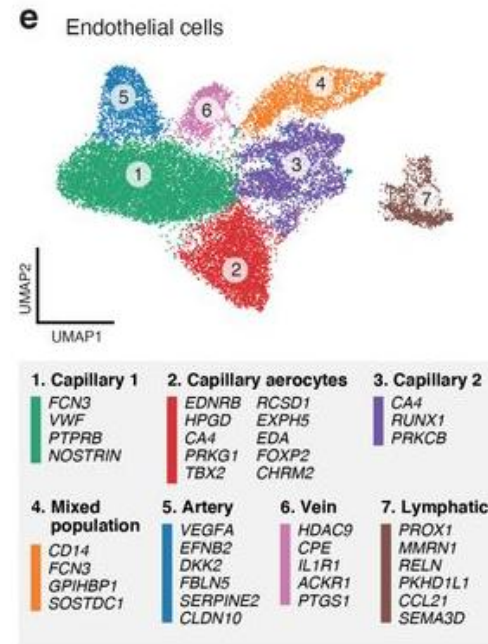 e Endothelial cells
5
6
4
3
1
7
2
UMAP2
UMAP1
1. Capillary 1
FCN3
VWF
PTPRB
NOSTRIN
2. Capillary aerocytes
EDNRB RCSD1
HPGD EXPH5
CA4 EDA
PRKG1 FOXP2
TBX2 CHRM2
3. Capillary 2
CA4
RUNX1
PRKCB
4. Mixed
population
CD14
FCN3
GPIHBP1
SOSTDC1
5. Artery
VEGFA
EFNB2
DKK2
FBLN5
SERPINE2
CLDN10
6. Vein
HDAC9
CPE
IL1R1
ACKR1
PTGS1
7. Lymphatic
PROX1
MMRN1
RELN
PKHD1L1
CCL21
SEMA3D